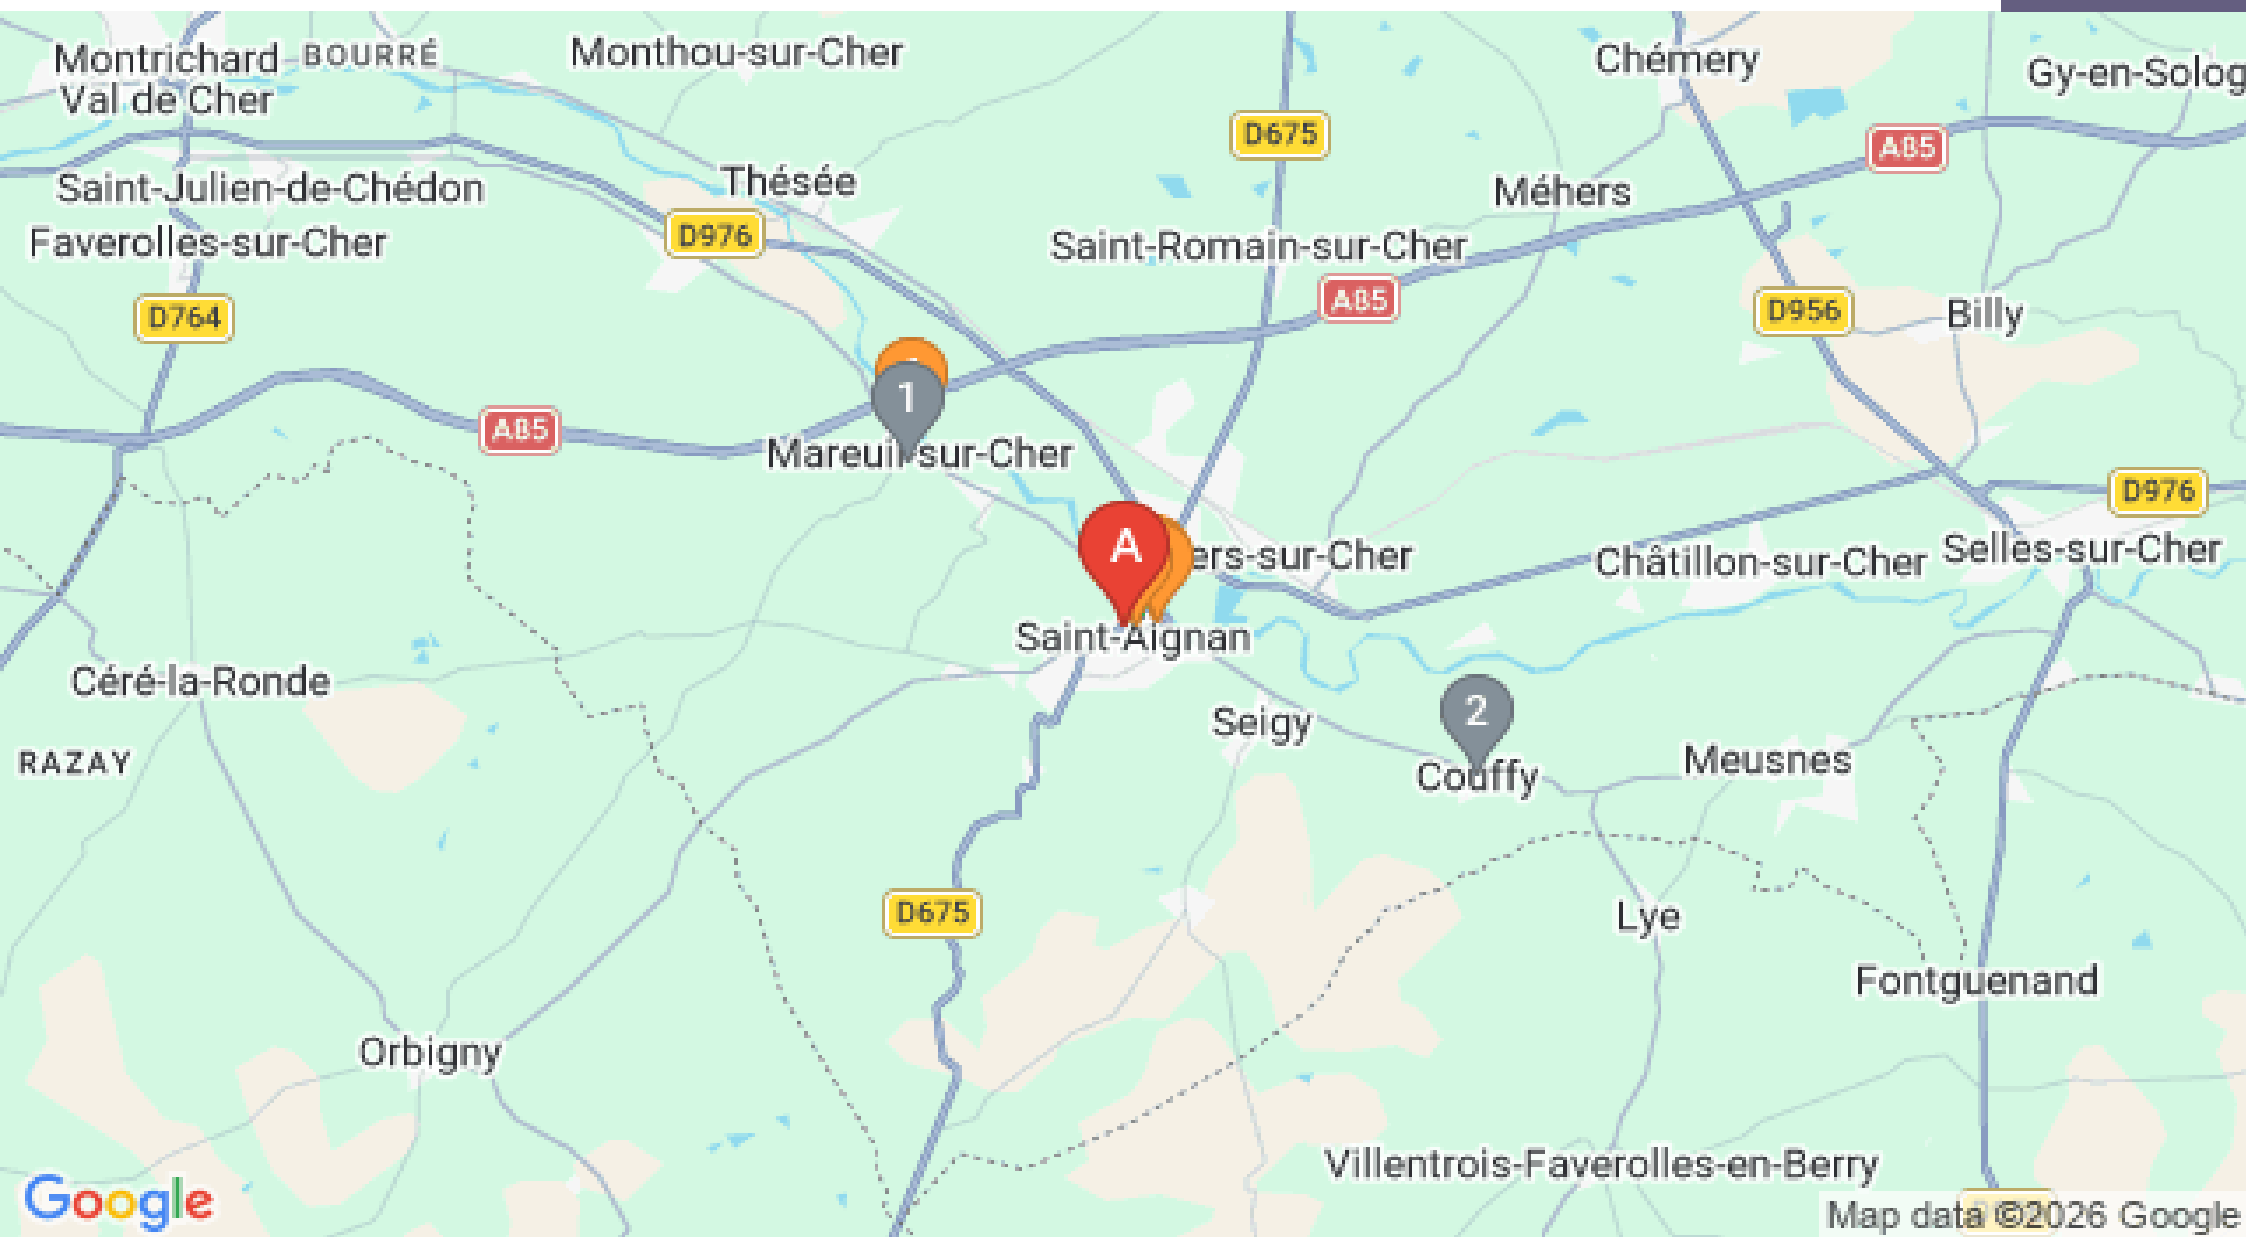 Montrichard
Val de Cher
BOURRÉ
Monthou-sur-Cher
Chémery
Gy-en-Solog
D675
A85
Thésée
Méhers
Saint-Julien-de-Chédon
D976
Saint-Romain-sur-Cher
Faverolles-sur-Cher
A85
D764
D956
Billy
1
A85
Mareuil-sur-Cher
D976
A
ers-sur-Cher
Châtillon-sur-Cher
Selles-sur-Cher
Saint-Aignan
Céré-la-Ronde
2
Seigy
RAZAY
Couffy
Meusnes
D675
Lye
Fontguenand
Orbigny
Villentrois-Faverolles-en-Berry
Google
Map data ©2026 Google